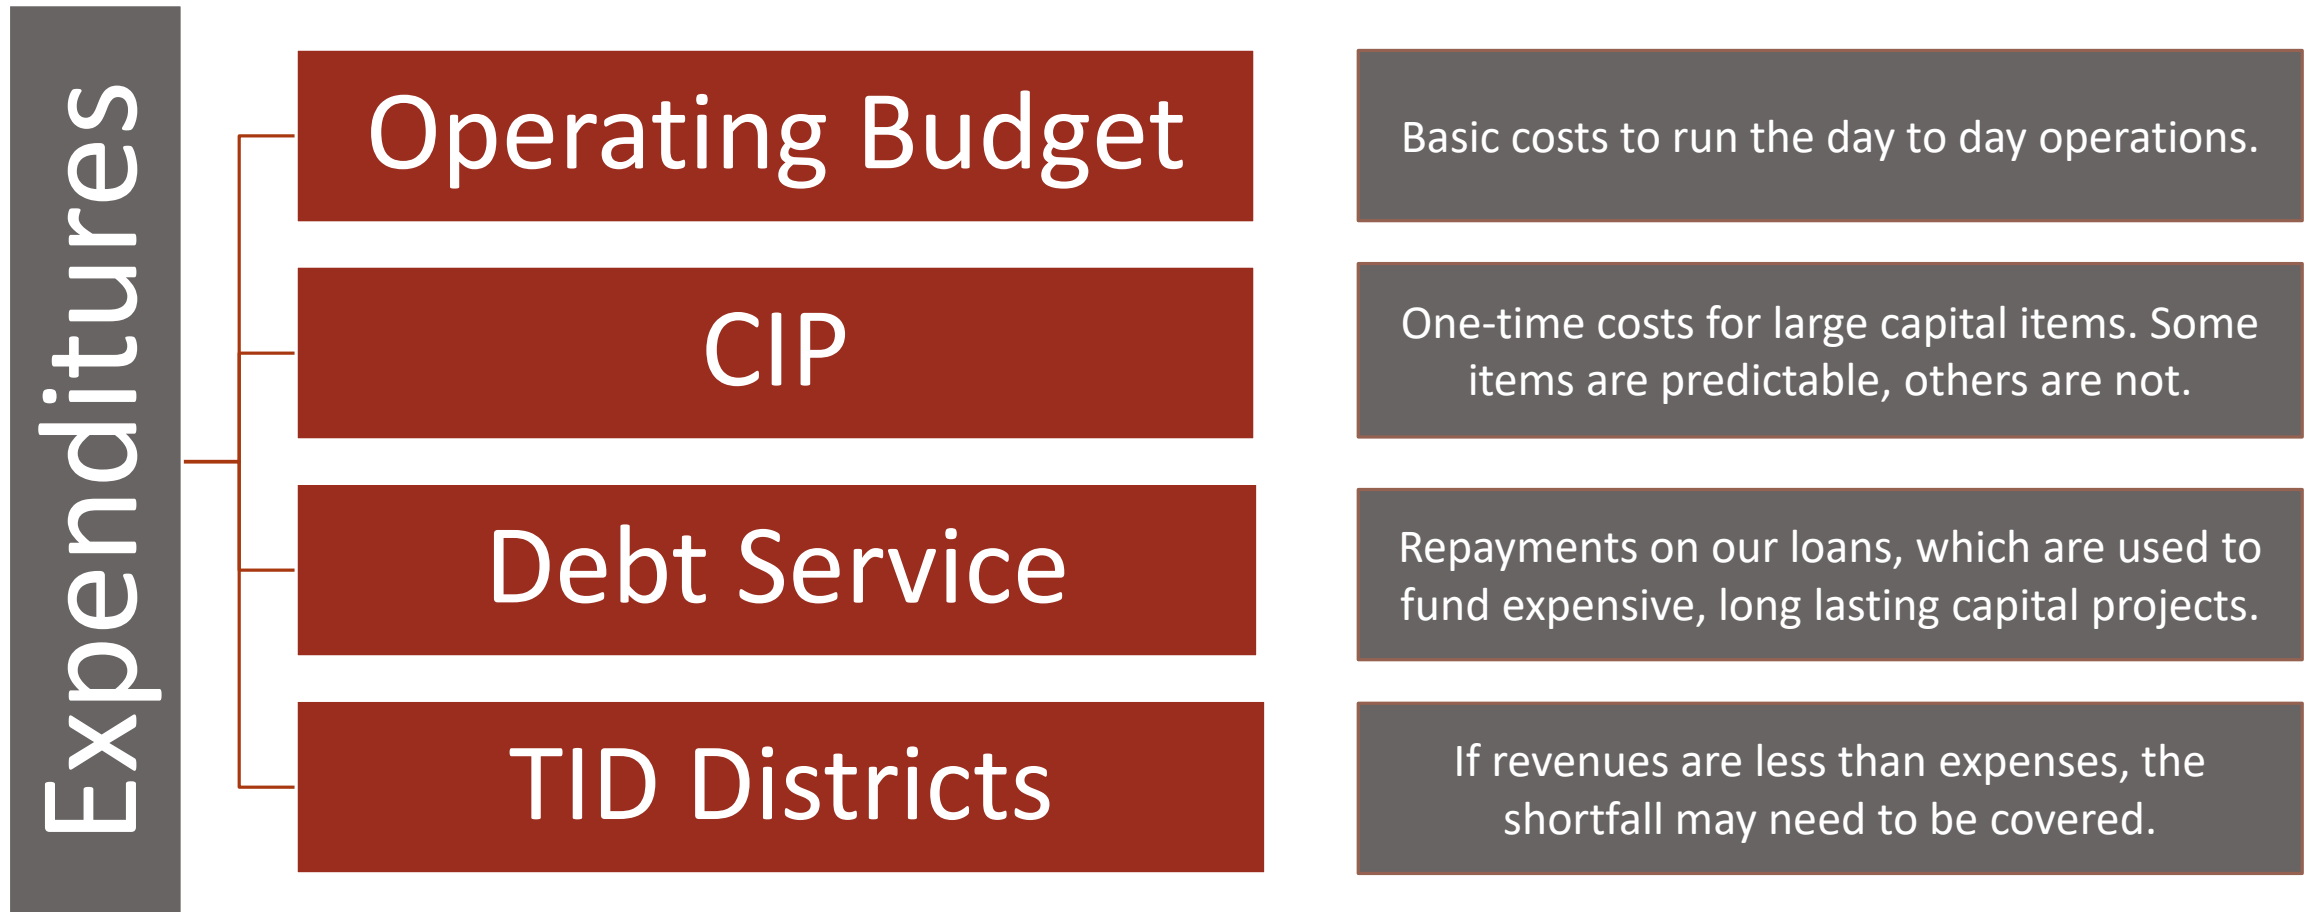 Expenditures
Operating Budget
Basic costs to run the day to day operations.
CIP
One-time costs for large capital items. Some
items are predictable, others are not.
Debt Service
Repayments on our loans, which are used to
fund expensive, long lasting capital projects.
TID Districts
If revenues are less than expenses, the
shortfall may need to be covered.